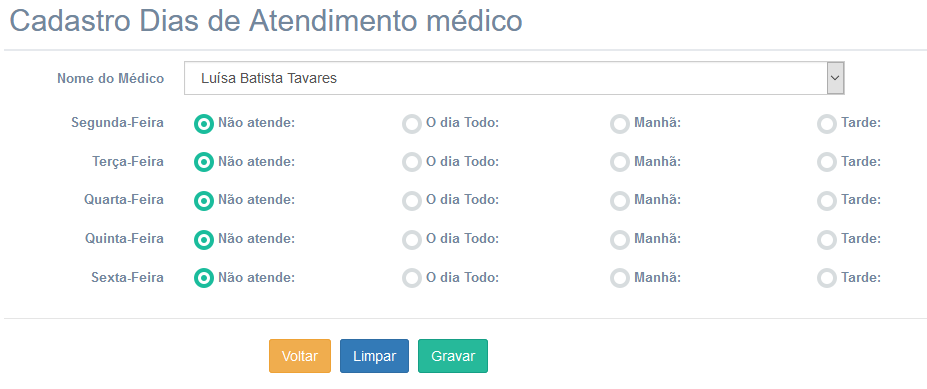 Cadastro Dias de Atendimento médico
Nome do Médico Luísa Batista Tavares
Segunda-Feira Não atende: O dia Todo: Manhã: Tarde:
Terça-Feira Não atende: O dia Todo: Manhã: Tarde:
Quarta-Feira Não atende: O dia Todo: Manhã: Tarde:
Quinta-Feira Não atende: O dia Todo: Manhã: Tarde:
Sexta-Feira Não atende: O dia Todo: Manhã: Tarde:
Voltar Limpar Gravar